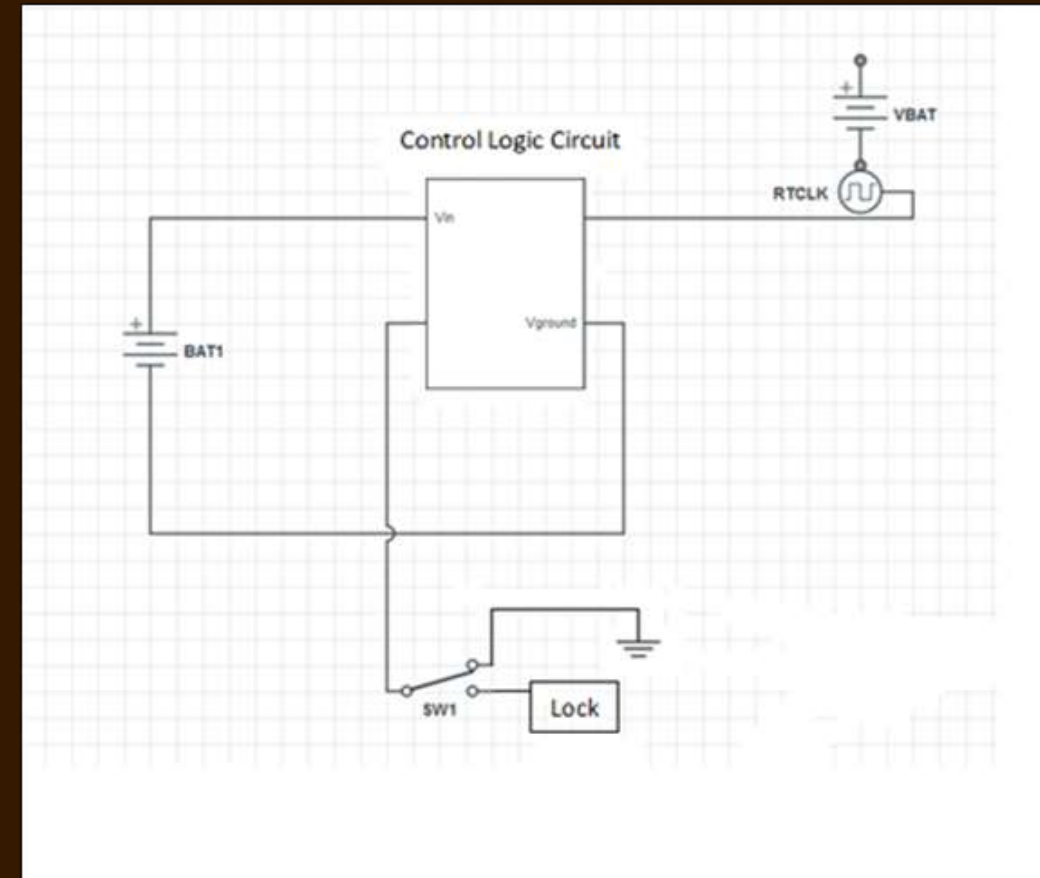 VBAT
Control Logic Circuit
RTCLK
Vin
Vground
BAT1
SW1
Lock